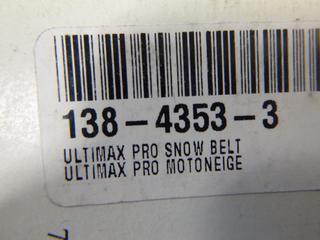 138-4353-3
ULTIMAX PRO SNOW BELT
ULTIMAX PRO MOTONEIGE